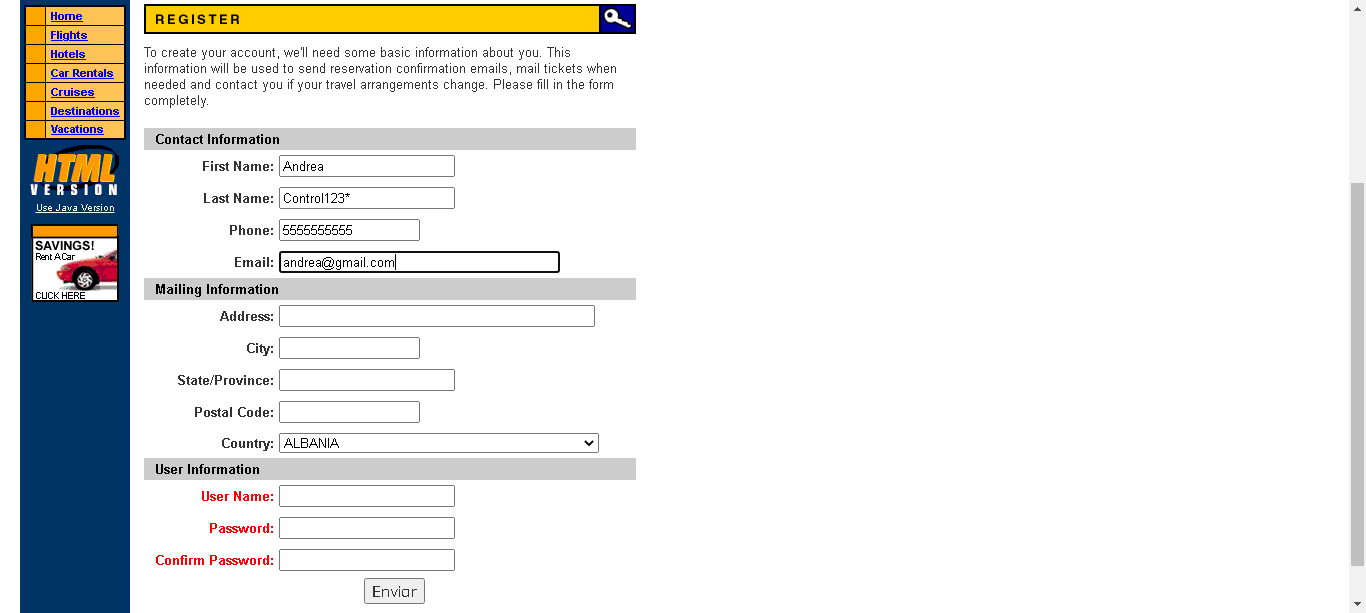 Home
Flights
Hotels
Car Rentals
Cruises
Destinations
Vacations
HTML
VERSION
Use Java Version
SAVINGS!
Rent A Car
CLICK HERE
REGISTER
To create your account, we'll need some basic information about you. This
information will be used to send reservation confirmation emails, mail tickets when
needed and contact you if your travel arrangements change. Please fill in the form
completely.
Contact Information
First Name: Andrea
Last Name: Control123*
Phone: 5555555555
Email: andrea@gmail.com
Mailing Information
Address:
City:
State/Province:
Postal Code:
Country: ALBANIA
User Information
User Name:
Password:
Confirm Password:
Enviar